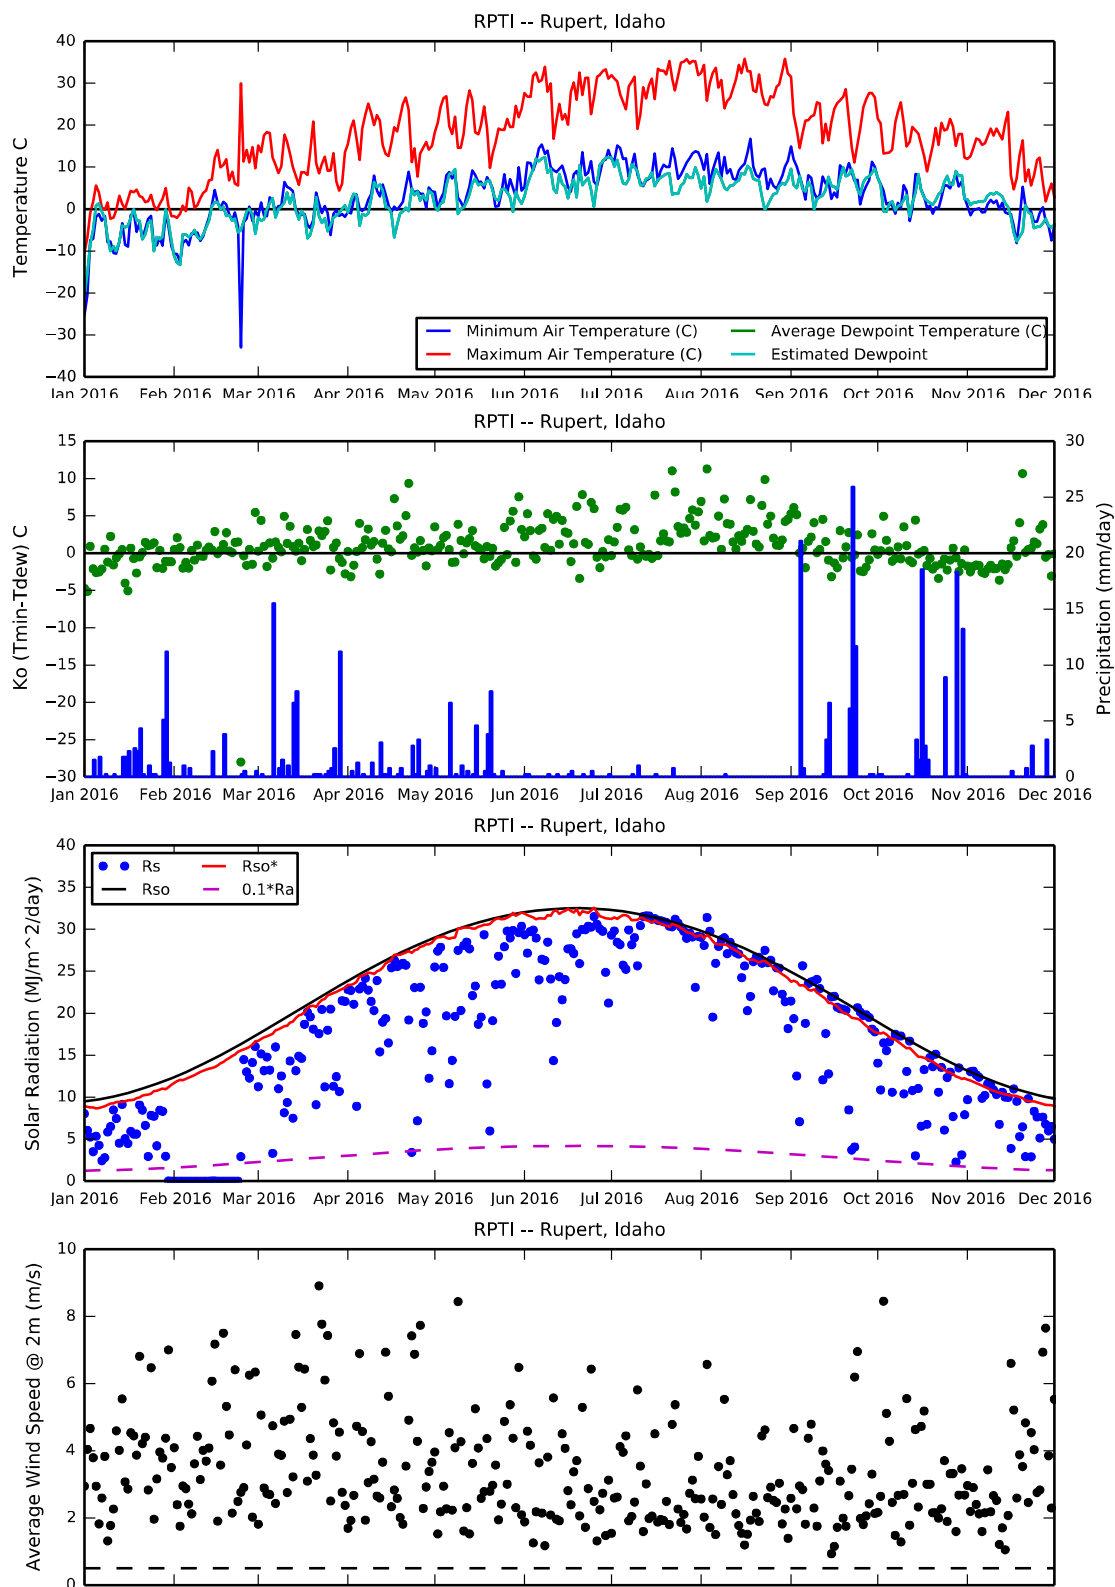 RPTI -- Rupert, Idaho
40
30
20
10
0
−10
−20
−30
−40
Temperature C
Minimum Air Temperature (C)
Maximum Air Temperature (C)
Average Dewpoint Temperature (C)
Estimated Dewpoint
Jan 2016 Feb 2016 Mar 2016 Apr 2016 May 2016 Jun 2016 Jul 2016 Aug 2016 Sep 2016 Oct 2016 Nov 2016 Dec 2016
RPTI -- Rupert, Idaho
15
10
5
0
−5
−10
−15
−20
−25
−30
Ko (Tmin-Tdew) C
30
25
20
15
10
5
0
Precipitation (mm/day)
Jan 2016 Feb 2016 Mar 2016 Apr 2016 May 2016 Jun 2016 Jul 2016 Aug 2016 Sep 2016 Oct 2016 Nov 2016 Dec 2016
RPTI -- Rupert, Idaho
40
35
30
25
20
15
10
5
0
Solar Radiation (MJ/m^2/day)
Rs
Rso
Rso*
0.1*Ra
Jan 2016 Feb 2016 Mar 2016 Apr 2016 May 2016 Jun 2016 Jul 2016 Aug 2016 Sep 2016 Oct 2016 Nov 2016 Dec 2016
RPTI -- Rupert, Idaho
10
8
6
4
2
0
Average Wind Speed @ 2m (m/s)